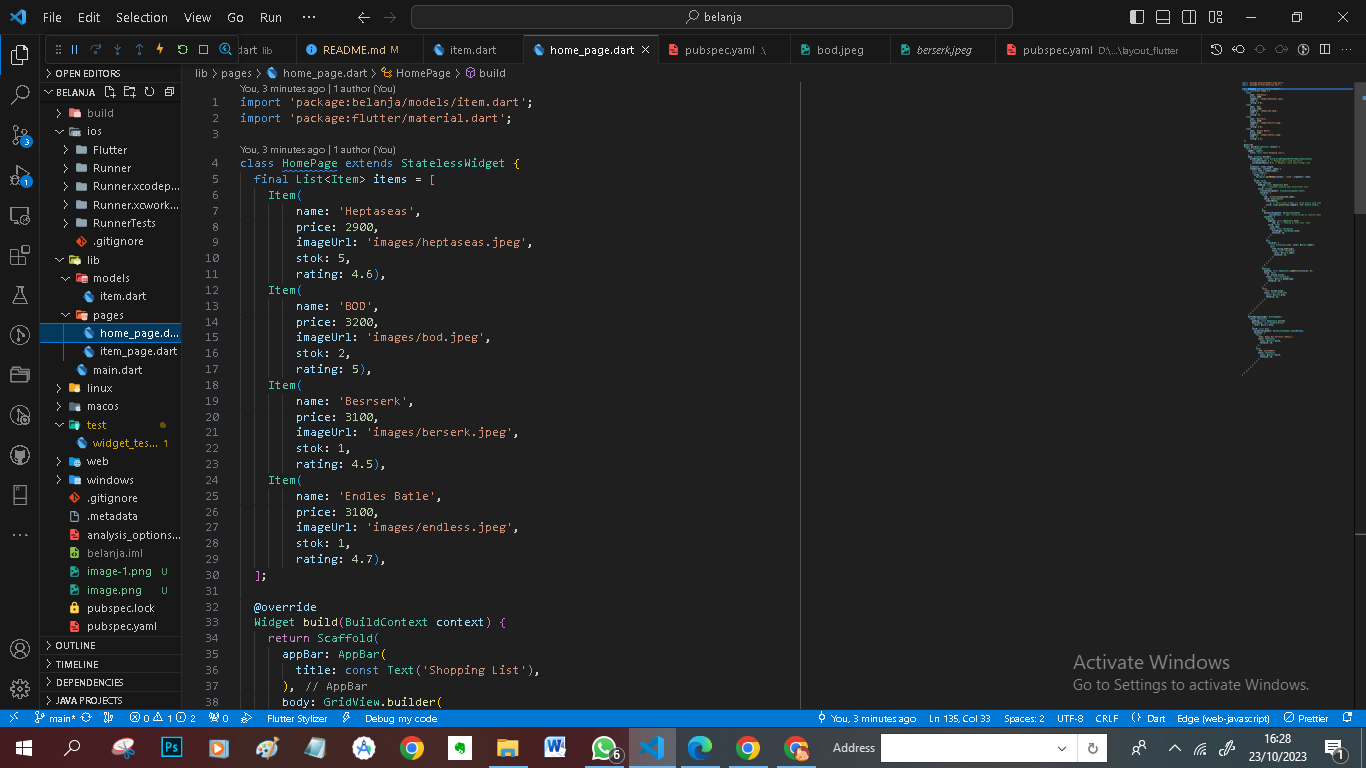 File Edit Selection View Go Run ··· belanja
dart lib README.md M item.dart home_page.dart pubspec.yaml \ bod.jpeg berserk.jpeg pubspec.yaml D:\...\layout_flutter
OPEN EDITORS
lib > pages > home_page.dart > HomePage > build
BELANJA
You, 3 minutes ago | 1 author (You)
1 import 'package:belanja/models/item.dart';
2 import 'package:flutter/material.dart';
3
You, 3 minutes ago | 1 author (You)
4 class HomePage extends StatelessWidget {
5 final List<Item> items = [
6 Item(
7 name: 'Heptaseas',
8 price: 2900,
9 imageUrl: 'images/heptaseas.jpeg',
10 stok: 5,
11 rating: 4.6),
12 Item(
13 name: 'BOD',
14 price: 3200,
15 imageUrl: 'images/bod.jpeg',
16 stok: 2,
17 rating: 5),
18 Item(
19 name: 'Besrserk',
20 price: 3100,
21 imageUrl: 'images/berserk.jpeg',
22 stok: 1,
23 rating: 4.5),
24 Item(
25 name: 'Endles Batle',
26 price: 3100,
27 imageUrl: 'images/endless.jpeg',
28 stok: 1,
29 rating: 4.7),
30 ];
31
32 @override
33 Widget build(BuildContext context) {
34 return Scaffold(
35 appBar: AppBar(
36 title: const Text('Shopping List'),
37 ), // AppBar
38 body: GridView.builder(
build
ios
Flutter
Runner
Runner.xcodep...
Runner.xcwork...
RunnerTests
.gitignore
lib
models
item.dart
pages
home_page.d...
item_page.dart
main.dart
linux
macos
test
widget_tes... 1
web
windows
.gitignore
.metadata
analysis_options...
belanja.iml
image-1.png U
image.png U
pubspec.lock
pubspec.yaml
OUTLINE
TIMELINE
DEPENDENCIES
JAVA PROJECTS
3
1
Activate Windows
Go to Settings to activate Windows.
main* 0 1 2 0 Flutter Stylizer Debug my code You, 3 minutes ago Ln 135, Col 33 Spaces: 2 UTF-8 CRLF Dart Edge (web-javascript) Prettier
Ps W 6 Address 16:28
23/10/2023 1